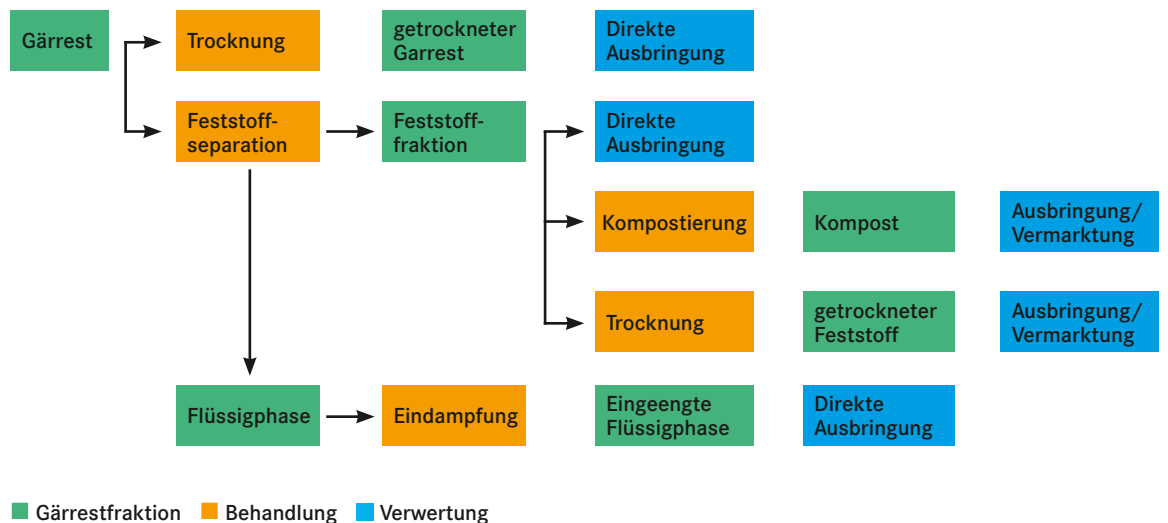 Gärrest
Trocknung
getrockneter
Garrest
Direkte
Ausbringung
Feststoff-
separation
Feststoff-
fraktion
Direkte
Ausbringung
Kompostierung
Kompost
Ausbringung/
Vermarktung
Trocknung
getrockneter
Feststoff
Ausbringung/
Vermarktung
Flüssigphase
Eindampfung
Eingeengte
Flüssigphase
Direkte
Ausbringung
Gärrestfraktion
Behandlung
Verwertung